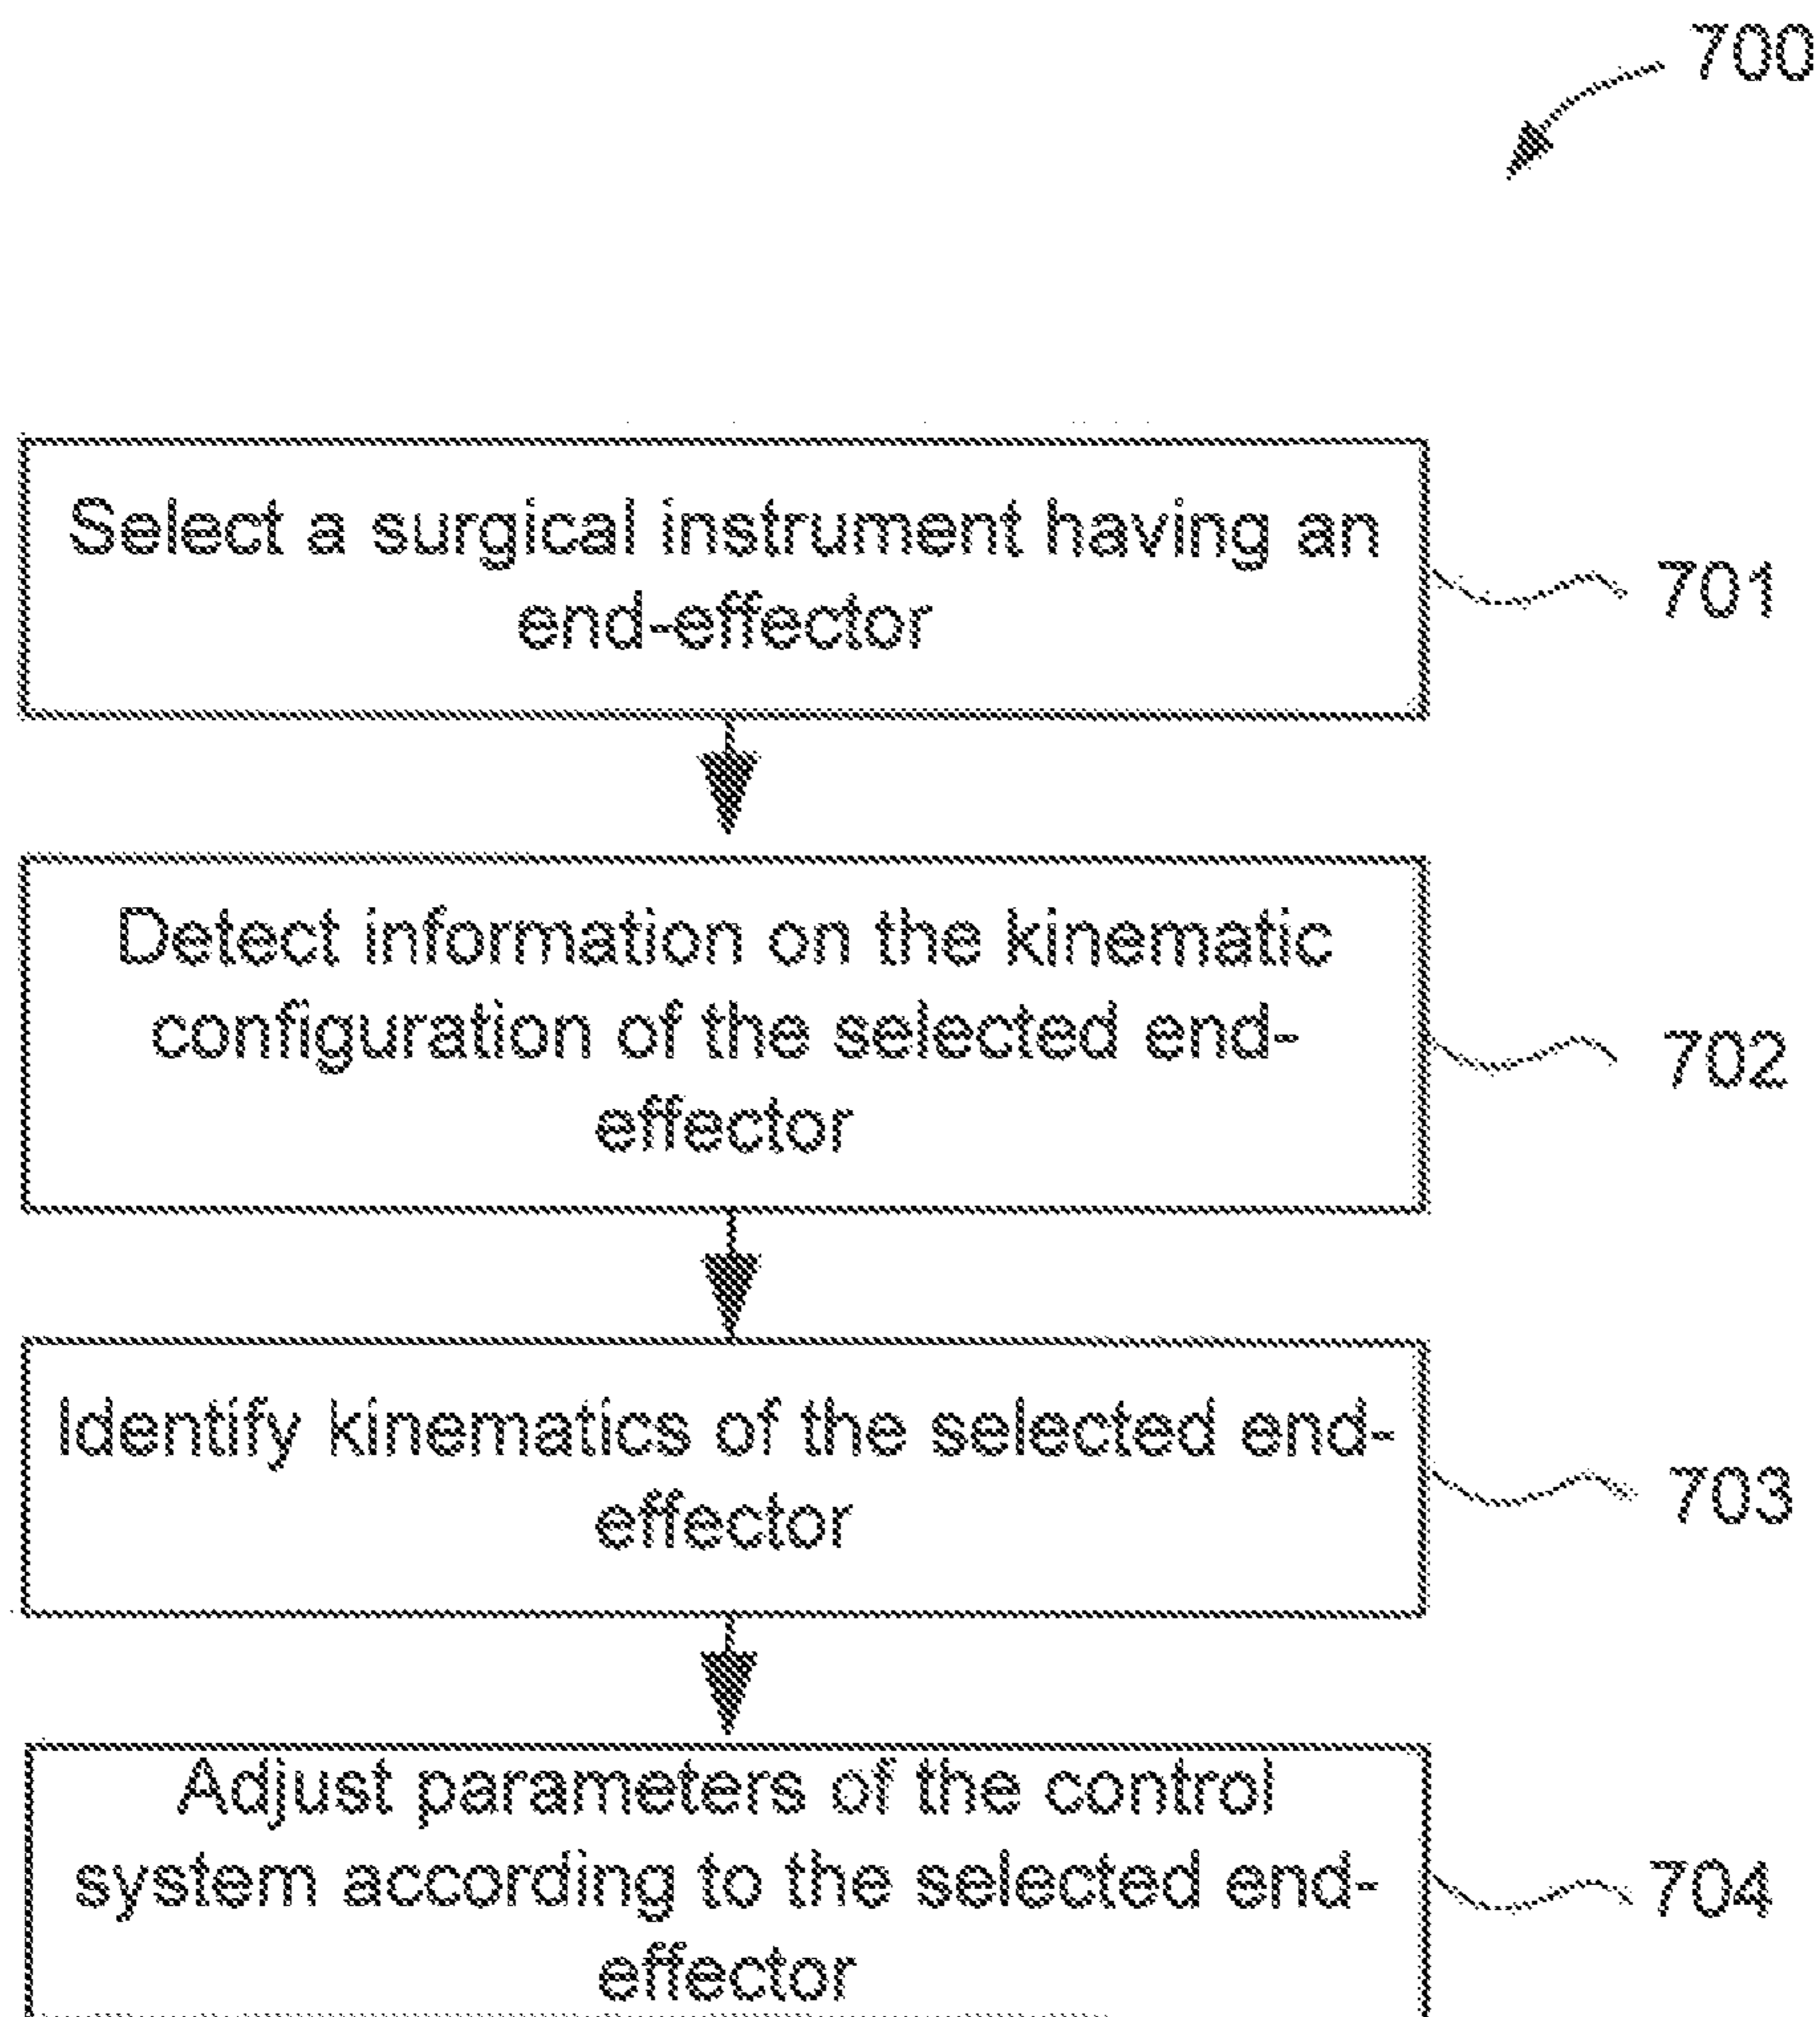 700
Select a surgical instrument having an
end-effector
701
Detect information on the kinematic
configuration of the selected end-
effector
702
Identify kinematics of the selected end-
effector
703
Adjust parameters of the control
system according to the selected end-
effector
704